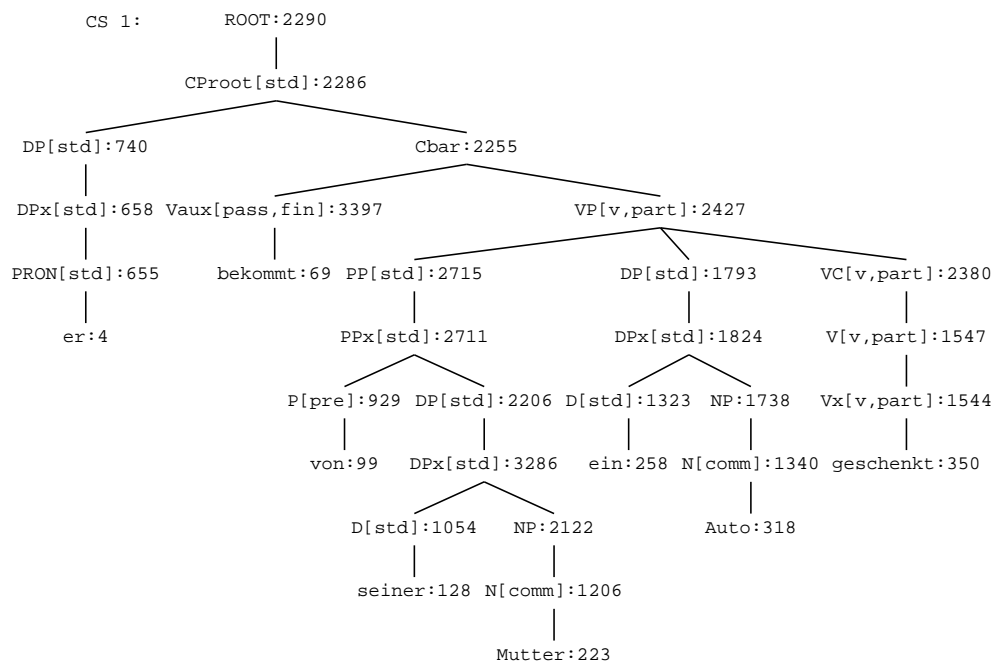 CS 1: ROOT:2290
CProot[std]:2286
DP[std]:740 Cbar:2255
DPx[std]:658 Vaux[pass,fin]:3397 VP[v,part]:2427
PRON[std]:655 bekommt:69 PP[std]:2715 DP[std]:1793 VC[v,part]:2380
er:4 PPx[std]:2711 DPx[std]:1824 V[v,part]:1547
P[pre]:929 DP[std]:2206 D[std]:1323 NP:1738 Vx[v,part]:1544
von:99 DPx[std]:3286 ein:258 N[comm]:1340 geschenkt:350
D[std]:1054 NP:2122 Auto:318
seiner:128 N[comm]:1206
Mutter:223